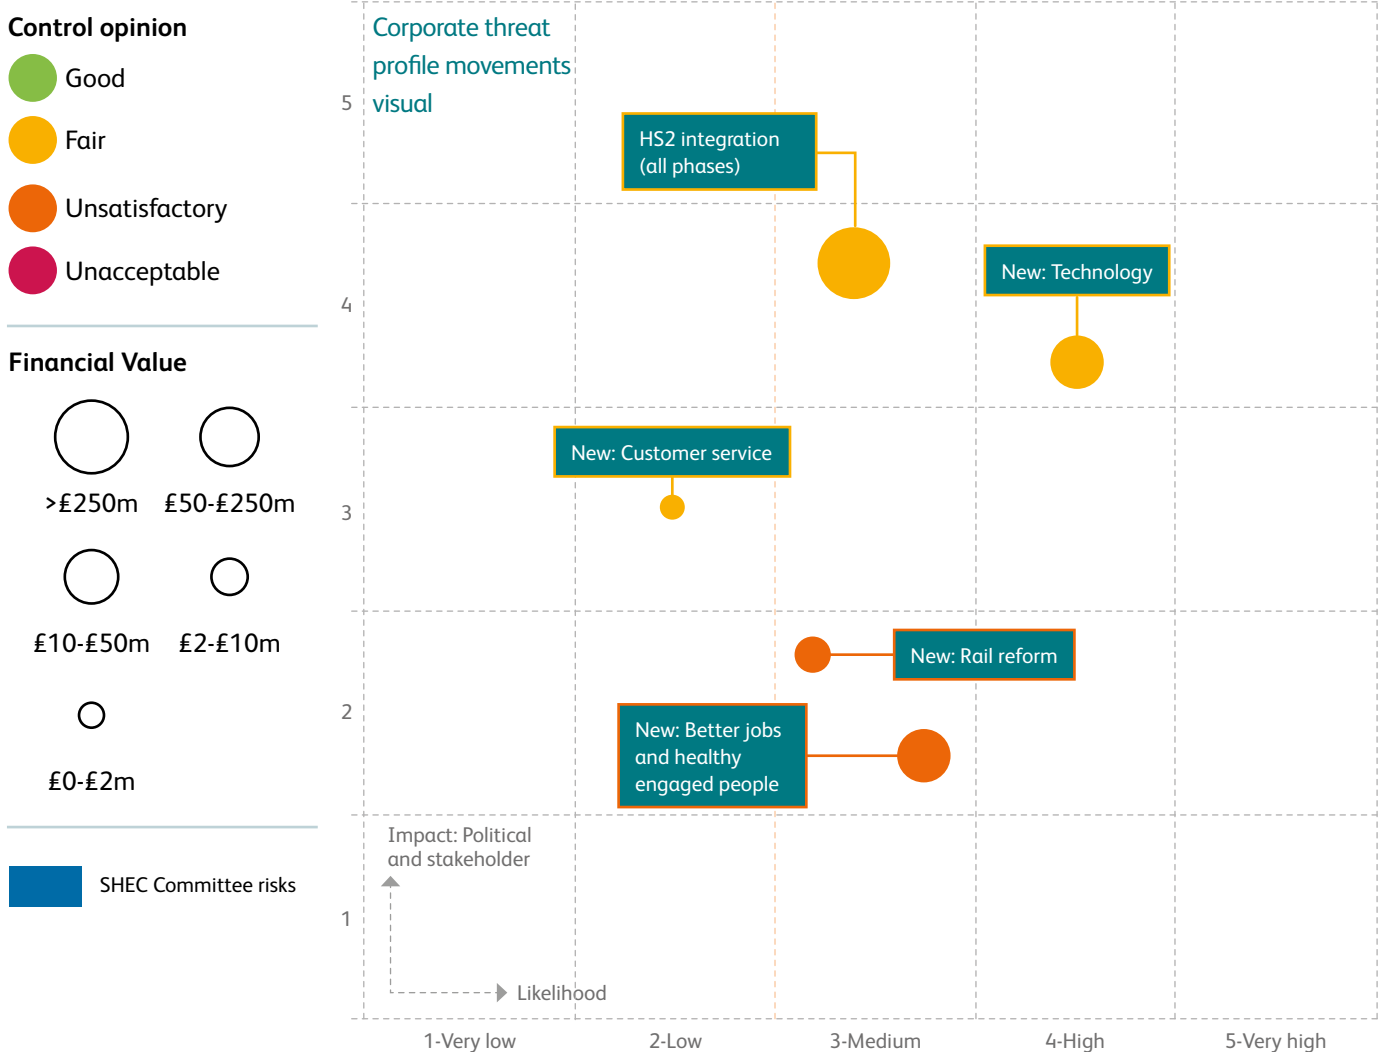 Control opinion
Good
Fair
Unsatisfactory
Unacceptable
Financial Value
>£250m
£50-£250m
£10-£50m
£2-£10m
£0-£2m
SHEC Committee risks
Corporate threat
profile movements
visual
5
4
3
2
1
HS2 integration
(all phases)
New: Technology
New: Customer service
New: Rail reform
New: Better jobs
and healthy
engaged people
Impact: Political
and stakeholder
Likelihood
1-Very low
2-Low
3-Medium
4-High
5-Very high